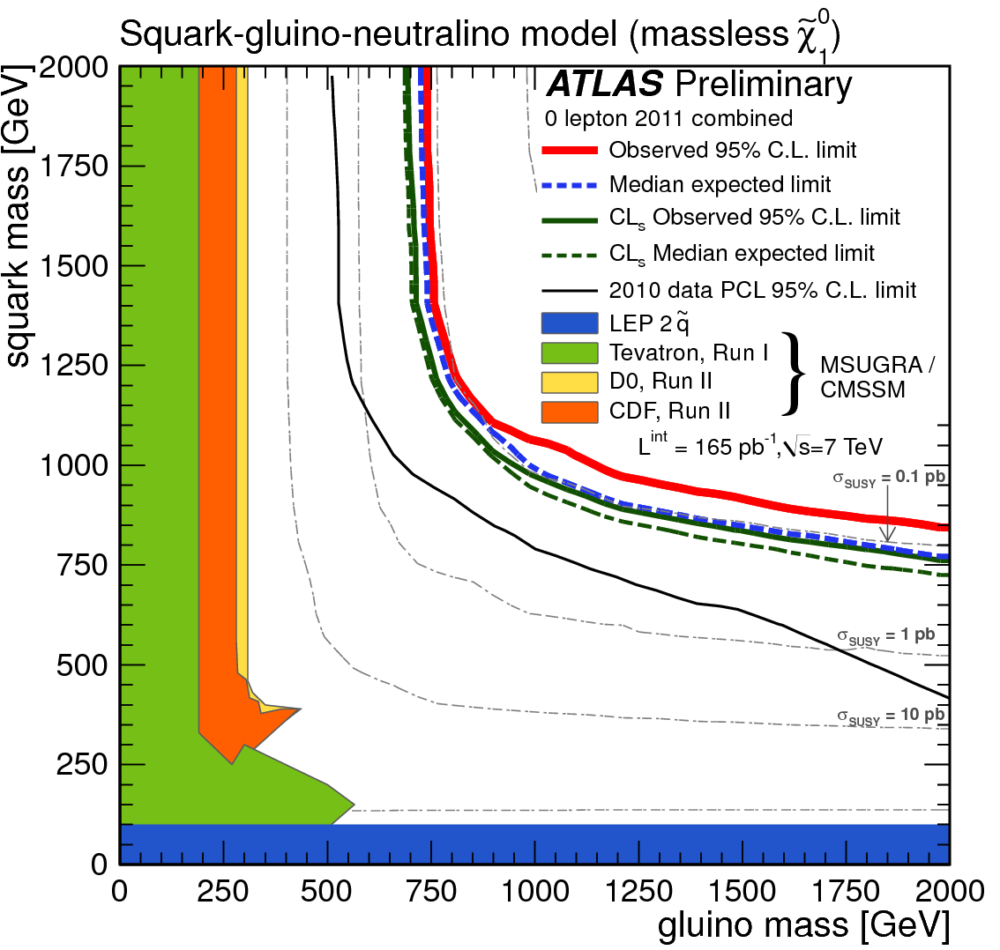 Squark-gluino-neutralino model (massless χ̃₁⁰)
squark mass [GeV]
2000
1750
1500
1250
1000
750
500
250
0
ATLAS Preliminary
0 lepton 2011 combined
Observed 95% C.L. limit
Median expected limit
CLₛ Observed 95% C.L. limit
CLₛ Median expected limit
2010 data PCL 95% C.L. limit
LEP 2 q̃
Tevatron, Run I
D0, Run II
CDF, Run II
MSUGRA /
CMSSM
L^int = 165 pb⁻¹, √s=7 TeV
σ_SUSY = 0.1 pb
σ_SUSY = 1 pb
σ_SUSY = 10 pb
0 250 500 750 1000 1250 1500 1750 2000
gluino mass [GeV]